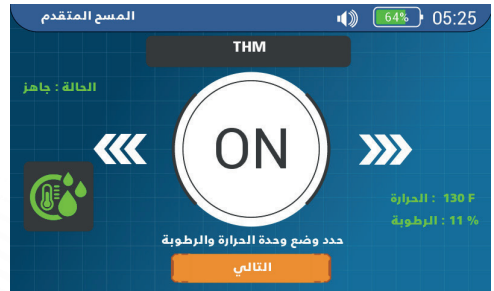 المسح المتقدم
64%
05:25
THM
الحالة : جاهز
ON
130 F : الحرارة
% 11 : الرطوبة
حدد وضع وحدة الحرارة والرطوبة
التالي